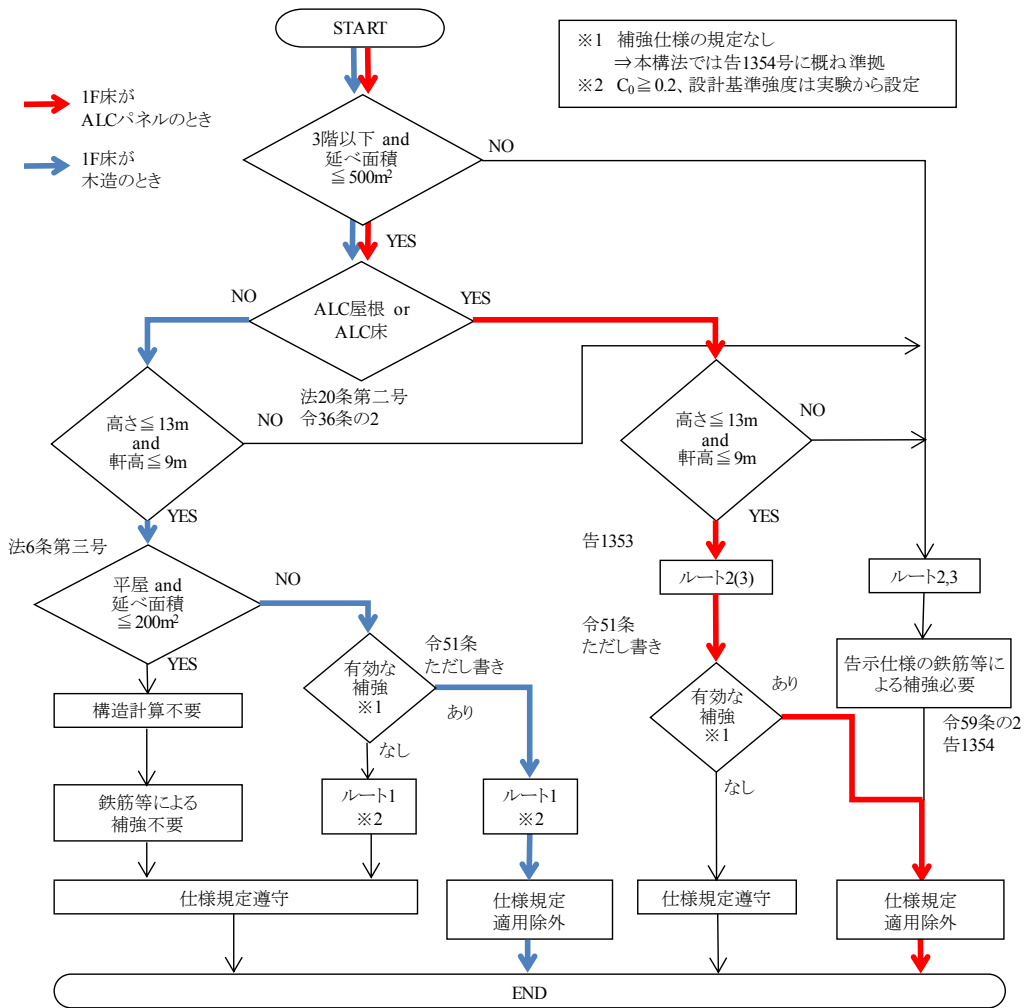 START
※1 補強仕様の規定なし
⇒本構法では告1354号に概ね準拠
※2 C₀≧0.2、設計基準強度は実験から設定
1F床が
ALCパネルのとき
1F床が
木造のとき
3階以下 and
延べ面積
≦500m²
NO
YES
NO
ALC屋根 or
ALC床
YES
法20条第二号
令36条の2
高さ≦13m
and
軒高≦9m
NO
YES
高さ≦13m
and
軒高≦9m
NO
YES
法6条第三号
告1353
平屋 and
延べ面積
≦200m²
NO
YES
ルート2(3)
ルート2,3
令51条
ただし書き
有効な
補強
※1
あり
なし
令51条
ただし書き
有効な
補強
※1
あり
なし
告示仕様の鉄筋等
による補強必要
令59条の2
告1354
構造計算不要
鉄筋等による
補強不要
ルート1
※2
ルート1
※2
仕様規定遵守
仕様規定
適用除外
仕様規定遵守
仕様規定
適用除外
END